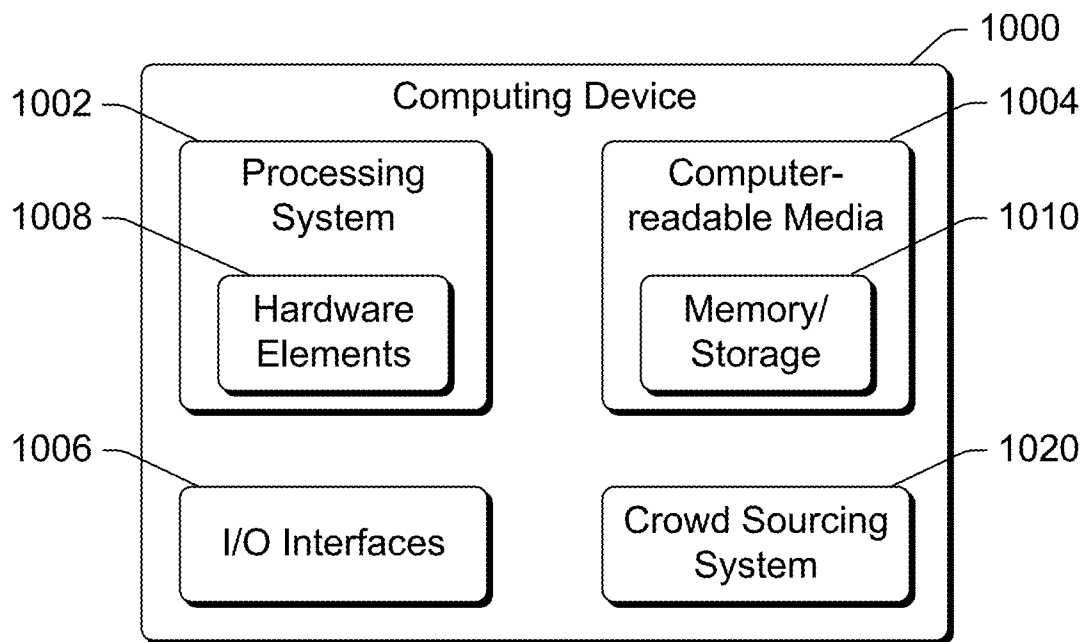 1000
Computing Device
1002
1004
Processing
System
Computer-
readable Media
1008
1010
Hardware
Elements
Memory/
Storage
1006
1020
I/O Interfaces
Crowd Sourcing
System